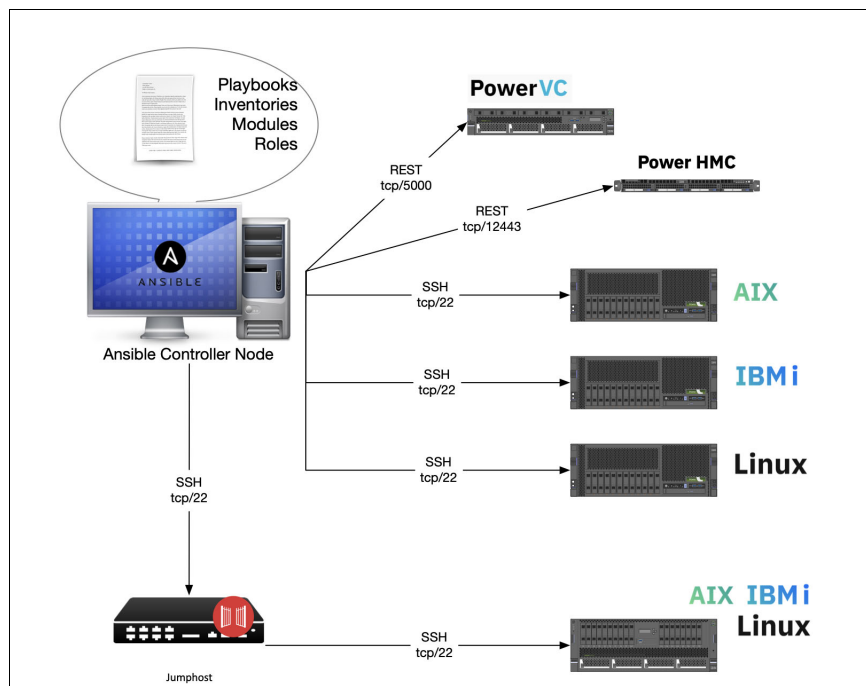 Playbooks
Inventories
Modules
Roles
PowerVC
Power HMC
REST
tcp/5000
REST
tcp/12443
ANSIBLE
Ansible Controller Node
SSH
tcp/22
AIX
SSH
tcp/22
IBM i
SSH
tcp/22
Linux
SSH
tcp/22
AIX IBM i
Linux
SSH
tcp/22
Jumphost